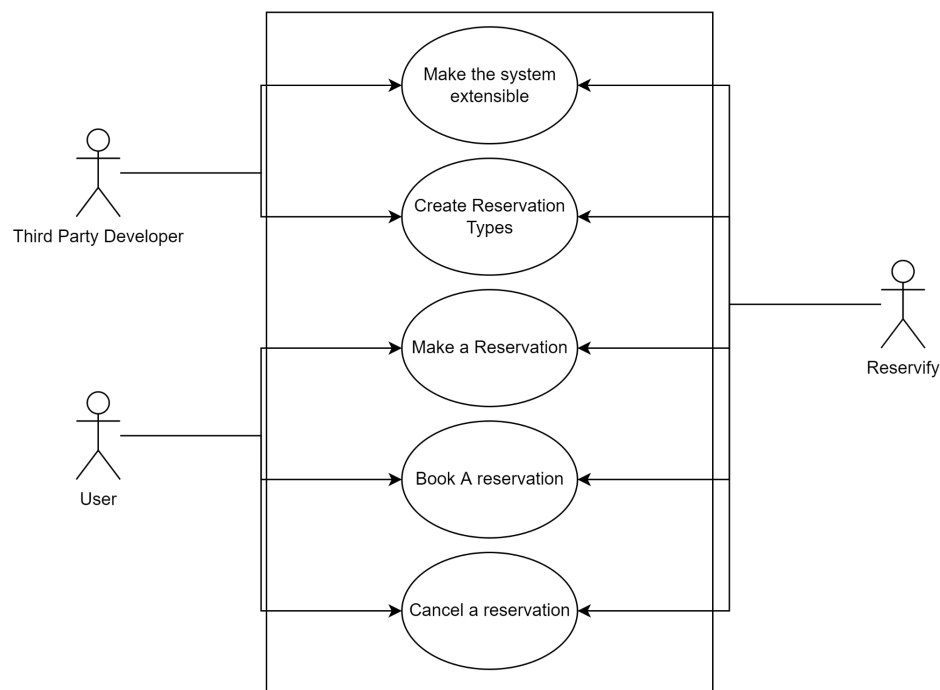 Make the system
extensible
Third Party Developer
Create Reservation
Types
Make a Reservation
Reservify
User
Book A reservation
Cancel a reservation